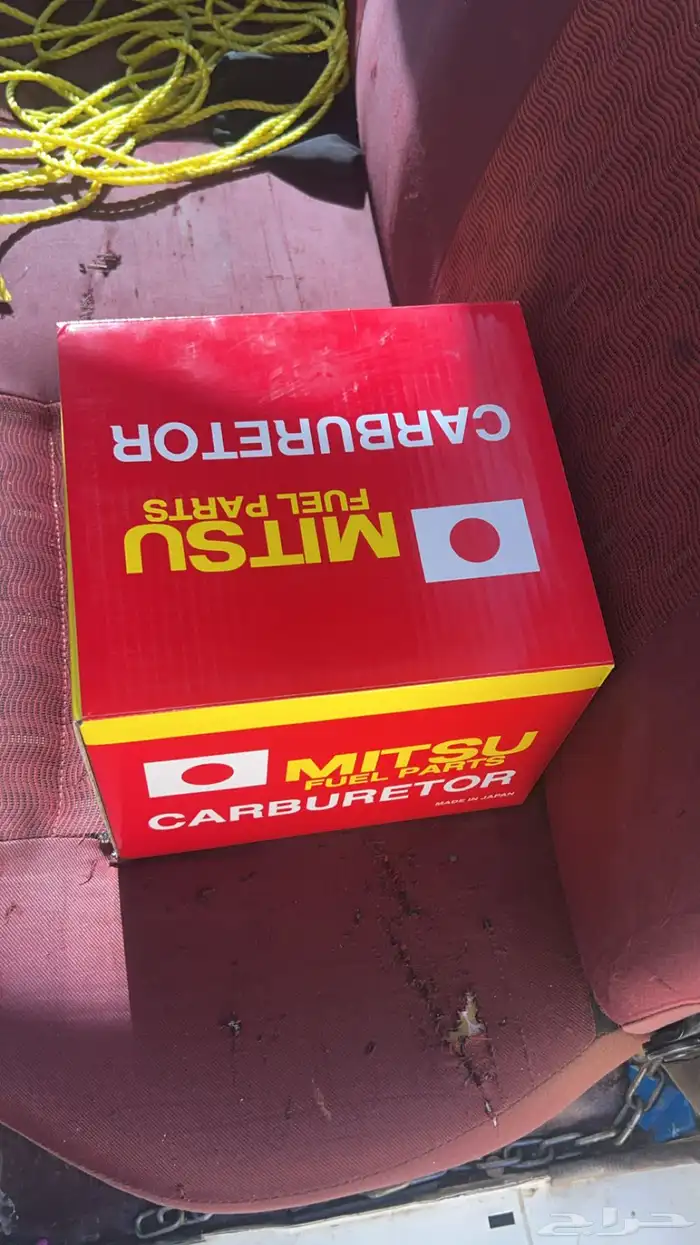 CARBURETOR
MITSU
FUEL PARTS
MITSU
FUEL PARTS
CARBURETOR
MADE IN JAPAN
حراج